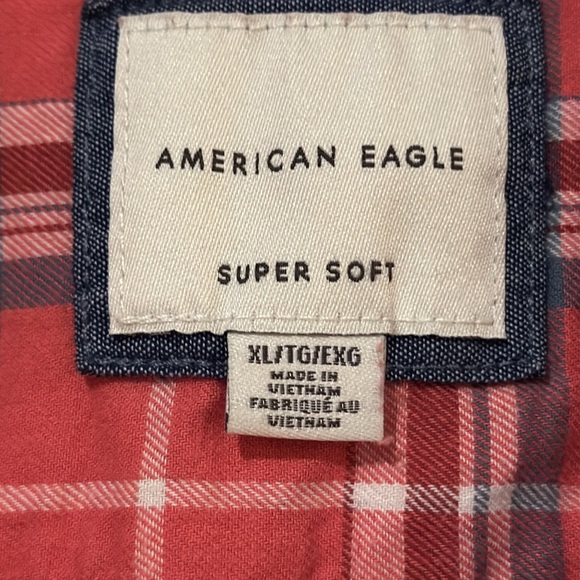 AMERICAN EAGLE
SUPER SOFT
XL/TG/EXG
MADE IN
VIETNAM
FABRIQUÉ AU
VIETNAM